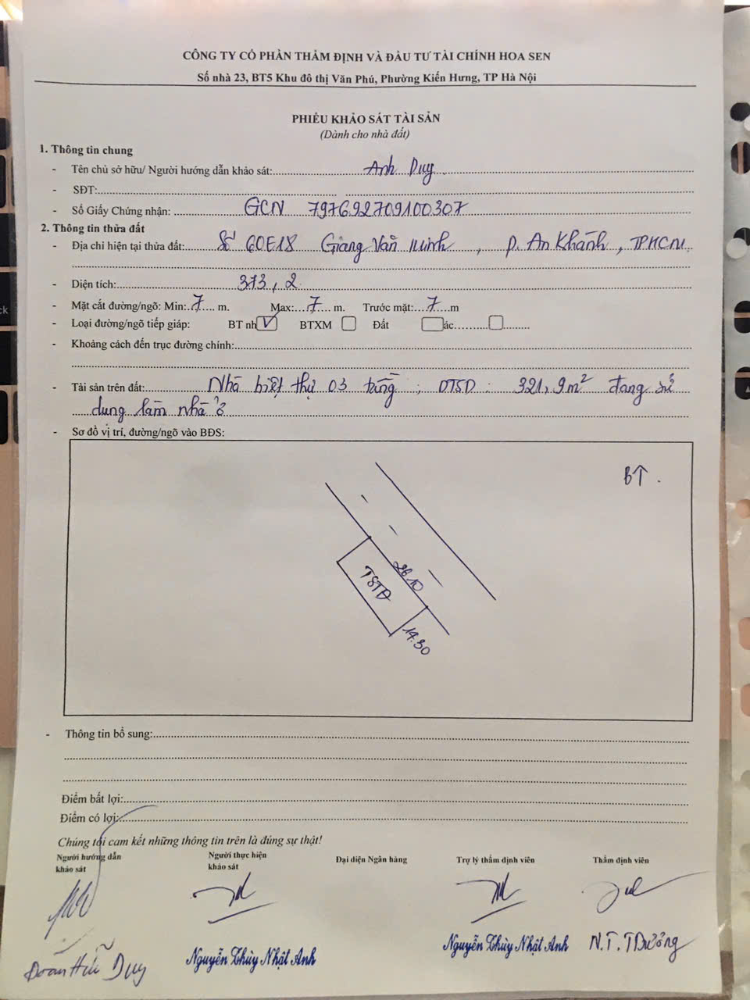 CÔNG TY CỔ PHẦN THẨM ĐỊNH VÀ ĐẦU TƯ TÀI CHÍNH HOA SEN
Số nhà 23, BT5 Khu đô thị Văn Phú, Phường Kiến Hưng, TP Hà Nội
PHIẾU KHẢO SÁT TÀI SẢN
(Dành cho nhà đất)
1. Thông tin chung
- Tên chủ sở hữu/ Người hướng dẫn khảo sát: Anh Duy
- SĐT:
- Số Giấy Chứng nhận: GCN 797692709100307
2. Thông tin thửa đất
- Địa chỉ hiện tại thửa đất: Số 60E18 Giang Văn Minh, P. An Khánh, TPHCM
- Diện tích: 373,2
- Mặt cắt đường/ngõ: Min: 7 m. Max: 7 m. Trước mặt: 7 m
- Loại đường/ngõ tiếp giáp: BT nh V BTXM Đất ác
- Khoảng cách đến trục đường chính:
- Tài sản trên đất: Nhà biệt thự 03 tầng; DTSD: 321,9m² đang sử
dụng làm nhà ở
- Sơ đồ vị trí, đường/ngõ vào BĐS:
B↑
26.10
TSTĐ
14.30
- Thông tin bổ sung:
Điểm bất lợi:
Điểm có lợi:
Chúng tôi cam kết những thông tin trên là đúng sự thật!
Người hướng dẫn khảo sát
Người thực hiện khảo sát
Đại diện Ngân hàng
Trợ lý thẩm định viên
Thẩm định viên
Đoàn Hữu Duy
Nguyễn Thùy Nhật Anh
Nguyễn Thùy Nhật Anh
N.T.T Dưỡng